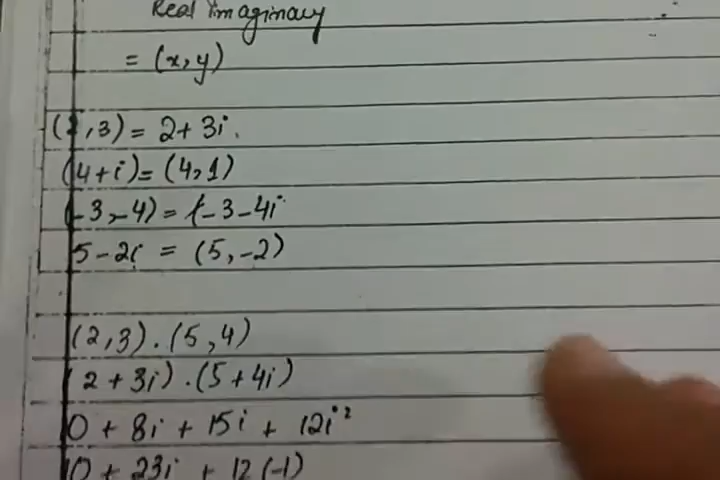 Real imaginary
= (x, y)
(2,3) = 2+3i.
(4+i) = (4,1)
(-3,-4) = (-3-4i
5-2i = (5,-2)
(2,3).(5,4)
(2+3i).(5+4i)
10 + 8i + 15i + 12i²
10 + 23i + 12(-1)